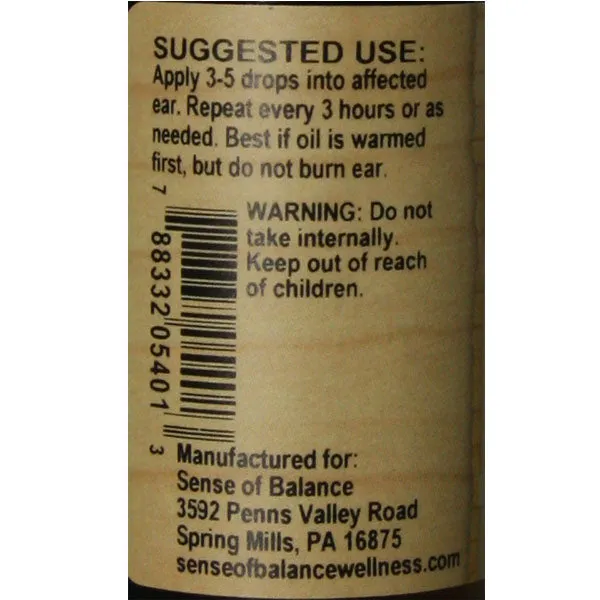 SUGGESTED USE:
Apply 3-5 drops into affected
ear. Repeat every 3 hours or as
needed. Best if oil is warmed
first, but do not burn ear.
WARNING: Do not
take internally.
Keep out of reach
of children.
7 88332 05401 3
Manufactured for:
Sense of Balance
3592 Penns Valley Road
Spring Mills, PA 16875
senseofbalancewellness.com